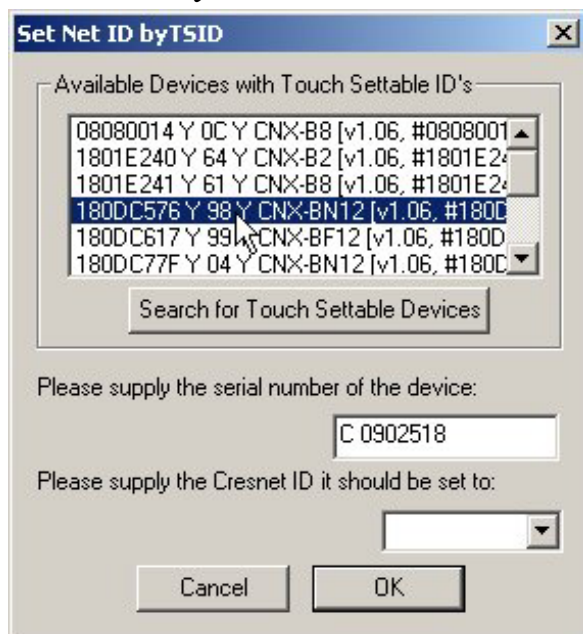 Set Net ID byTSID
Available Devices with Touch Settable ID's
08080014 Y 0C Y CNX-B8 [v1.06, #0808001
1801E240 Y 64 Y CNX-B2 [v1.06, #1801E24
1801E241 Y 61 Y CNX-B8 [v1.06, #1801E2
180DC576 Y 98 Y CNX-BN12 [v1.06, #180D
180DC617 Y 99 CNX-BF12 [v1.06, #180D
180DC77F Y 04 Y CNX-BN12 [v1.06, #180D
Search for Touch Settable Devices
Please supply the serial number of the device:
C 0902518
Please supply the Cresnet ID it should be set to:
Cancel OK